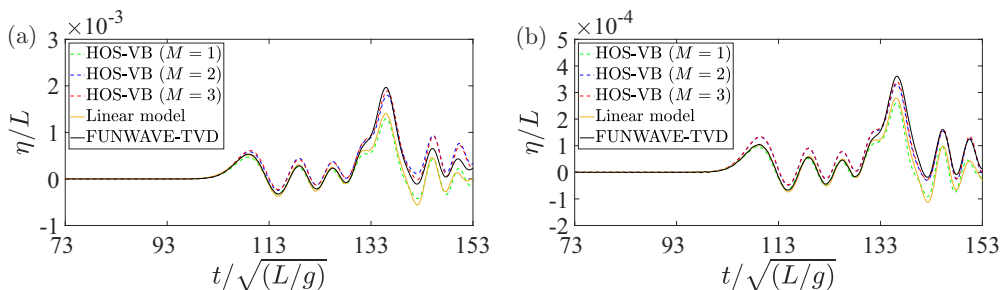 (a)
×10⁻³
3
2
1
0
-1
η/L
HOS-VB (M = 1)
HOS-VB (M = 2)
HOS-VB (M = 3)
Linear model
FUNWAVE-TVD
73 93 113 133 153
t/√(L/g)
(b)
×10⁻⁴
5
4
3
2
1
0
-1
-2
η/L
HOS-VB (M = 1)
HOS-VB (M = 2)
HOS-VB (M = 3)
Linear model
FUNWAVE-TVD
73 93 113 133 153
t/√(L/g)